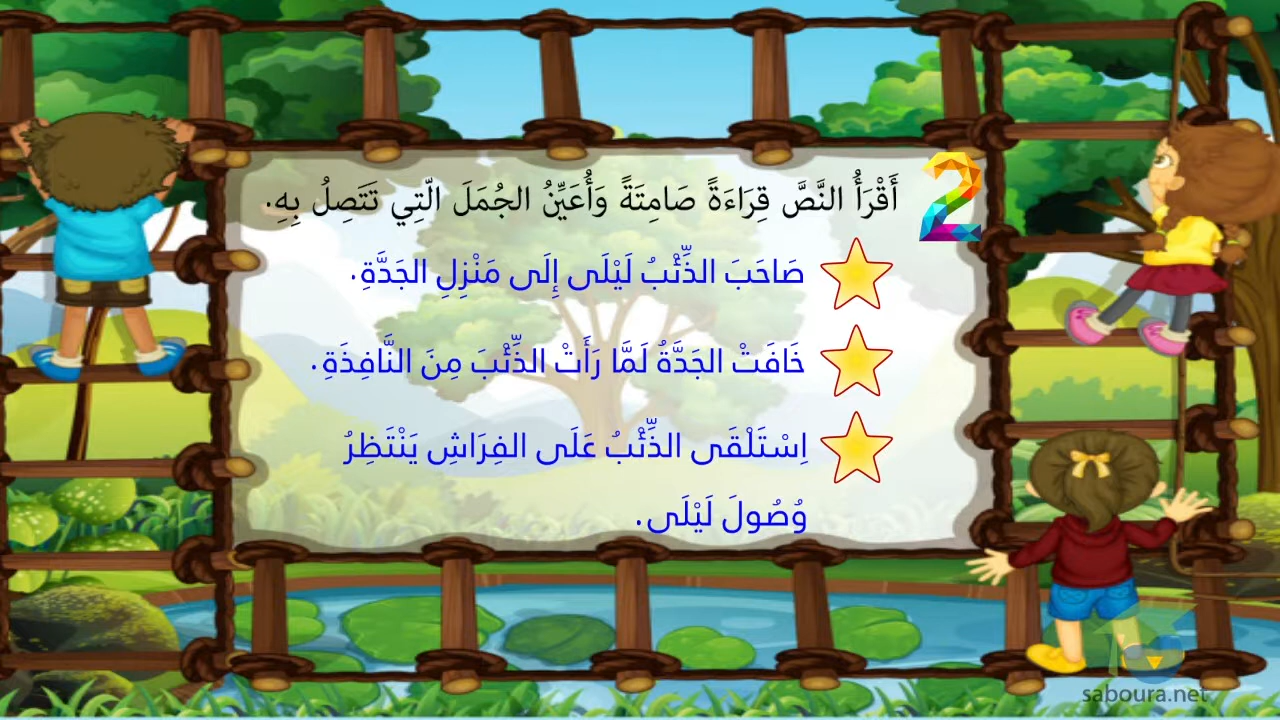 2 أَقْرَأُ النَّصَّ قِرَاءَةً صَامِتَةً وَأُعَيِّنُ الجُمَلَ الّتِي تَتَصِلُ بِهِ.
صَاحَبَ الذِّئْبُ لَيْلَى إِلَى مَنْزِلِ الجَدَّةِ.
خَافَتْ الجَدَّةُ لَمَّا رَأَتْ الذِّئْبَ مِنَ النَّافِذَةِ.
اِسْتَلْقَى الذِّئْبُ عَلَى الفِرَاشِ يَنْتَظِرُ
وُصُولَ لَيْلَى.
saboura.net